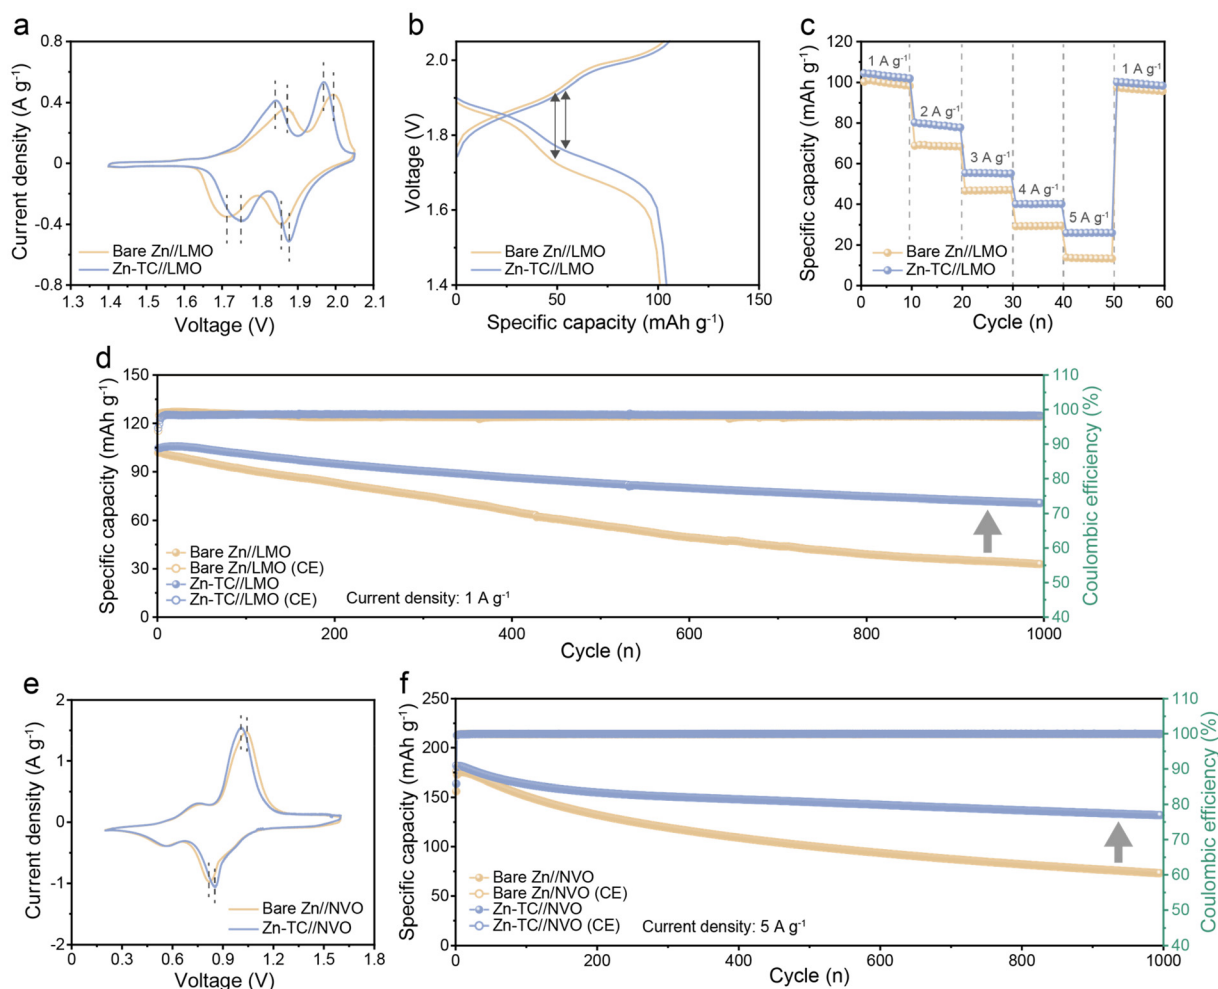 a
Current density (A g⁻¹)
0.8
0.4
0
-0.4
-0.8
Bare Zn//LMO
Zn-TC//LMO
1.3 1.4 1.5 1.6 1.7 1.8 1.9 2.0 2.1
Voltage (V)
b
Voltage (V)
2.0
1.8
1.6
1.4
Bare Zn//LMO
Zn-TC//LMO
0 50 100 150
Specific capacity (mAh g⁻¹)
c
Specific capacity (mAh g⁻¹)
120
100
80
60
40
20
0
1 A g⁻¹
2 A g⁻¹
3 A g⁻¹
4 A g⁻¹
5 A g⁻¹
1 A g⁻¹
Bare Zn//LMO
Zn-TC//LMO
0 10 20 30 40 50 60
Cycle (n)
d
Specific capacity (mAh g⁻¹)
150
120
90
60
30
0
Bare Zn//LMO
Bare Zn/LMO (CE)
Zn-TC//LMO
Zn-TC//LMO (CE)
Current density: 1 A g⁻¹
0 200 400 600 800 1000
Cycle (n)
110
100
90
80
70
60
50
40
Coulombic efficiency (%)
e
Current density (A g⁻¹)
2
1
0
-1
-2
Bare Zn//NVO
Zn-TC//NVO
0.0 0.3 0.6 0.9 1.2 1.5 1.8
Voltage (V)
f
Specific capacity (mAh g⁻¹)
250
200
150
100
50
0
Bare Zn//NVO
Bare Zn/NVO (CE)
Zn-TC//NVO
Zn-TC//NVO (CE)
Current density: 5 A g⁻¹
0 200 400 600 800 1000
Cycle (n)
110
100
90
80
70
60
50
40
Coulombic efficiency (%)